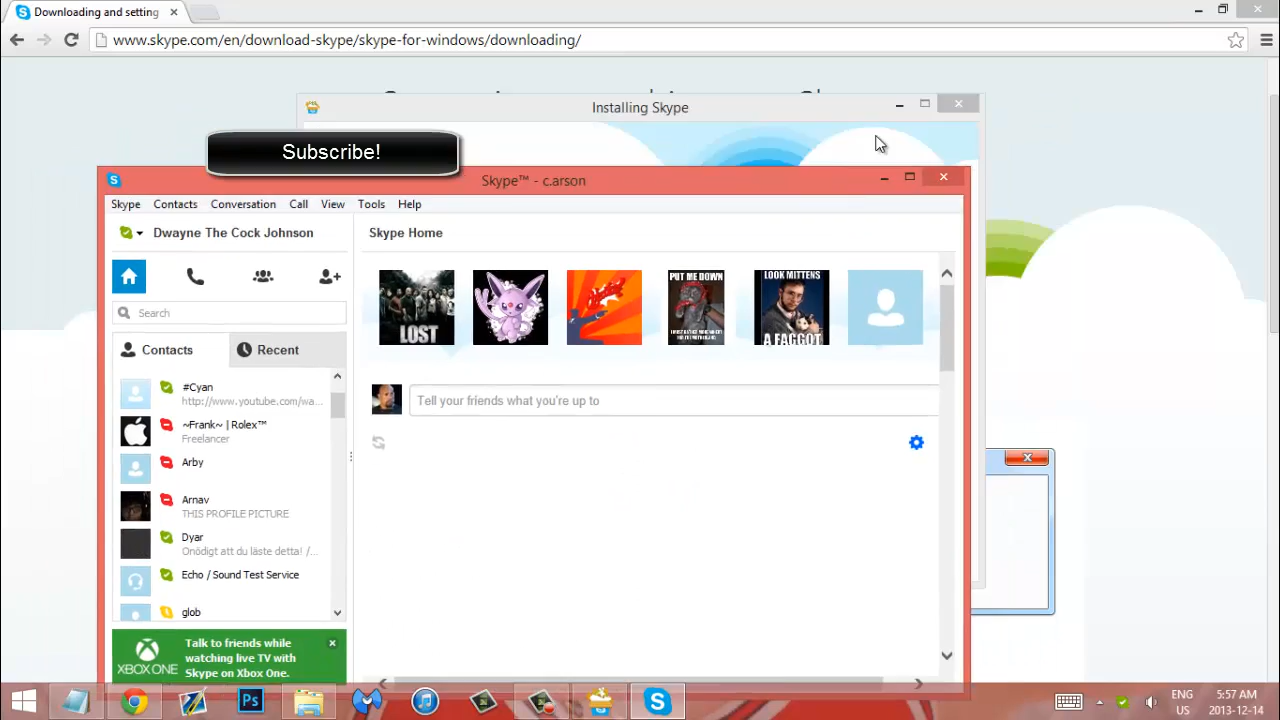 Downloading and setting
www.skype.com/en/download-skype/skype-for-windows/downloading/
Installing Skype
Subscribe!
Skype™ - c.arson
Skype Contacts Conversation Call View Tools Help
Dwayne The Cock Johnson
Skype Home
LOST
PUT ME DOWN
LOOK MITTENS
A FAGGOT
Search
Contacts
Recent
Tell your friends what you're up to
#Cyan
http://www.youtube.com/wa...
~Frank~ | Rolex™
Freelancer
Arby
Arnav
THIS PROFILE PICTURE
Dyar
Onödigt att du läste detta! /...
Echo / Sound Test Service
glob
XBOX ONE
Talk to friends while
watching live TV with
Skype on Xbox One.
Ps
ENG
US
5:57 AM
2013-12-14